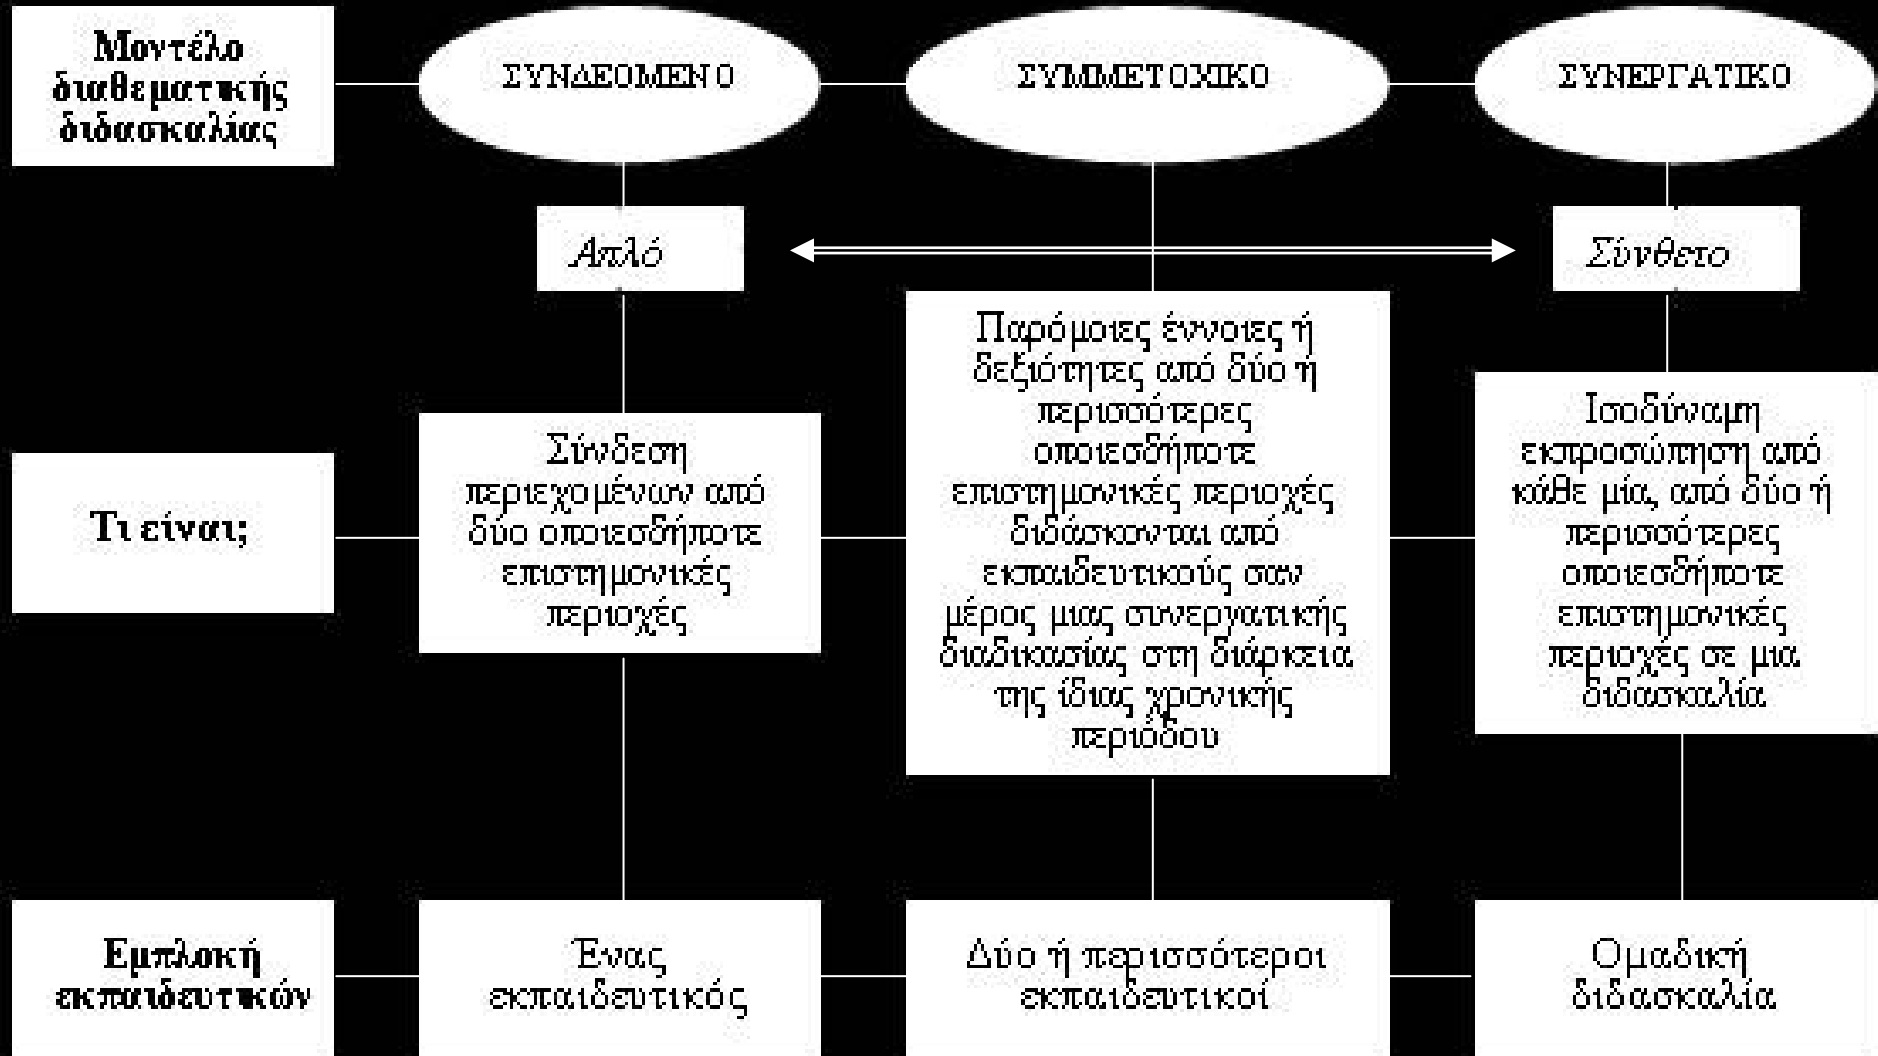 Μοντέλο
διαθεματικής
διδασκαλίας
ΣΥΝΔΕΟΜΕΝΟ
ΣΥΜΜΕΤΟΧΙΚΟ
ΣΥΝΕΡΓΑΤΙΚΟ
Απλό
Σύνθετο
Τι είναι;
Σύνδεση
περιεχομένων από
δύο οποιεσδήποτε
επιστημονικές
περιοχές
Παρόμοιες έννοιες ή
δεξιότητες από δύο ή
περισσότερες
οποιεσδήποτε
επιστημονικές περιοχές
διδάσκονται από
εκπαιδευτικούς σαν
μέρος μιας συνεργατικής
διαδικασίας στη διάρκεια
της ίδιας χρονικής
περιόδου
Ισοδύναμη
εκπροσώπηση από
κάθε μία, από δύο ή
περισσότερες
οποιεσδήποτε
επιστημονικές
περιοχές σε μια
διδασκαλία
Εμπλοκή
εκπαιδευτικών
Ένας
εκπαιδευτικός
Δύο ή περισσότεροι
εκπαιδευτικοί
Ομαδική
διδασκαλία